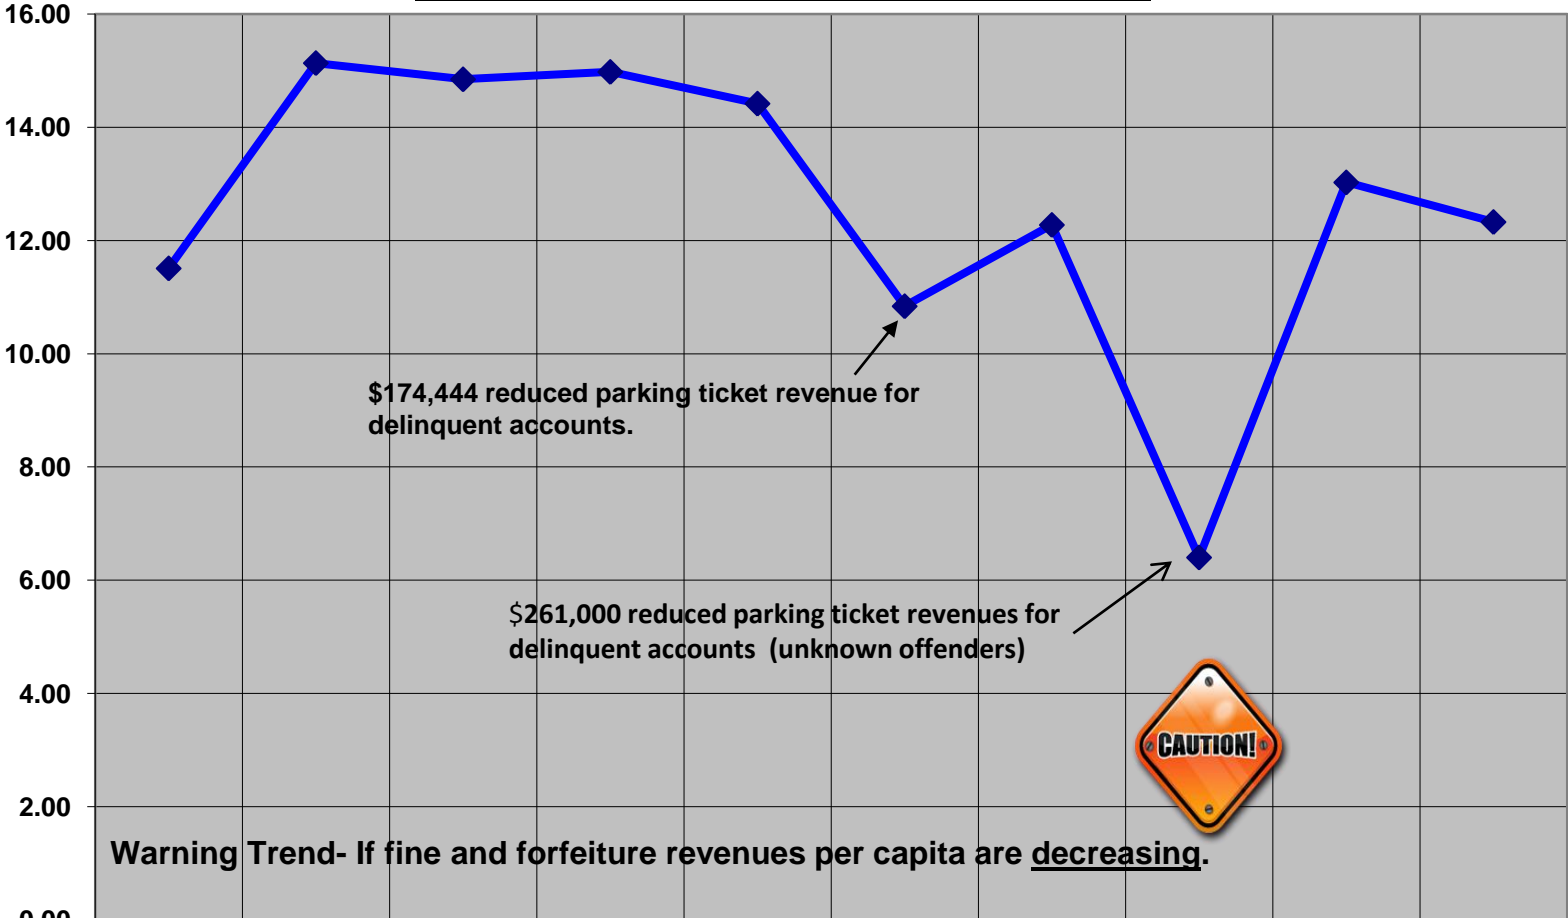 16.00
14.00
12.00
10.00
$174,444 reduced parking ticket revenue for
delinquent accounts.
8.00
6.00
$261,000 reduced parking ticket revenues for
delinquent accounts (unknown offenders)
4.00
CAUTION!
2.00
Warning Trend- If fine and forfeiture revenues per capita are decreasing.
0.00